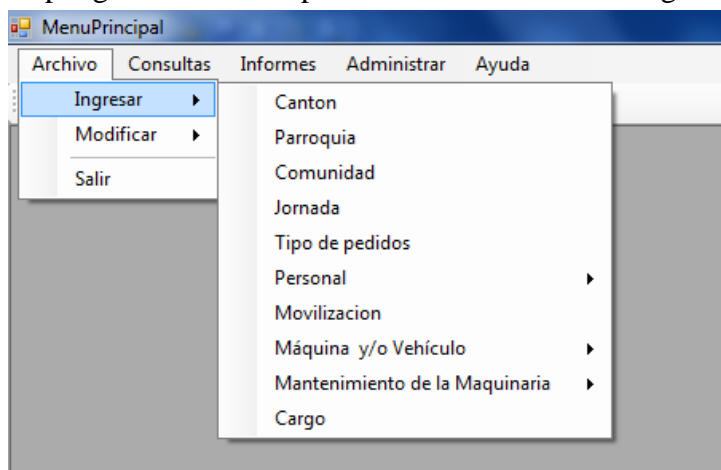 MenuPrincipal
Archivo Consultas Informes Administrar Ayuda
Ingresar
Modificar
Salir
Canton
Parroquia
Comunidad
Jornada
Tipo de pedidos
Personal
Movilizacion
Máquina y/o Vehículo
Mantenimiento de la Maquinaria
Cargo